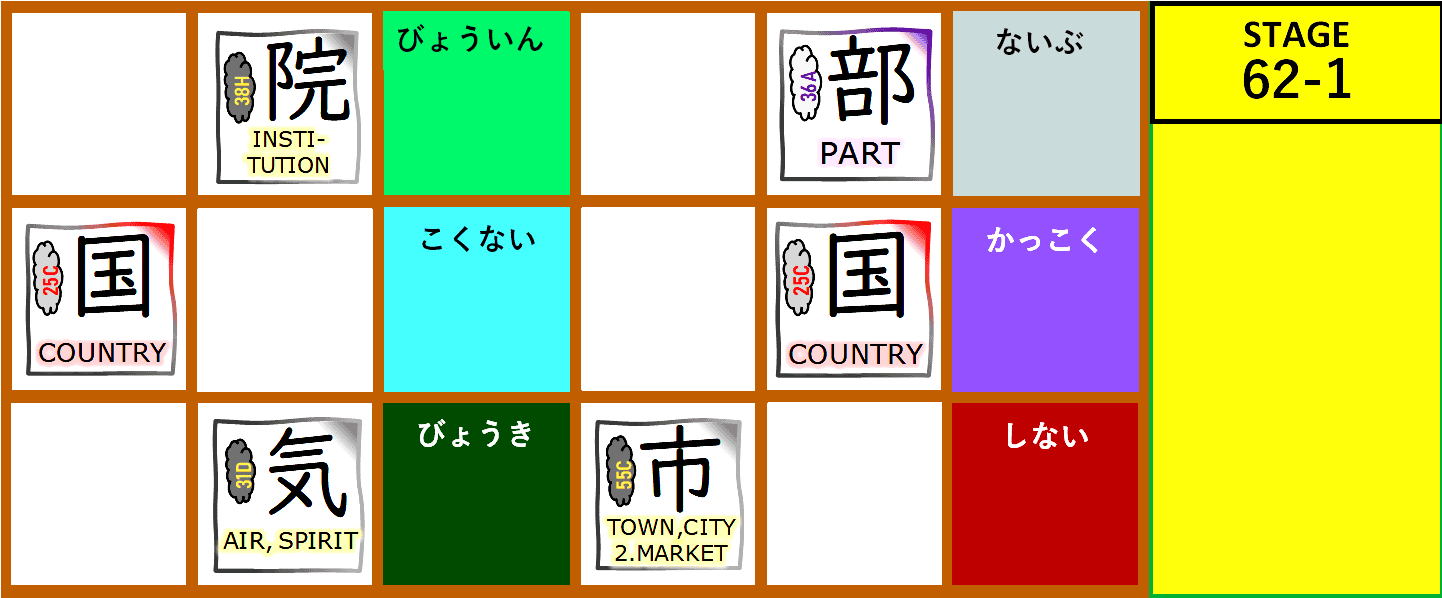 38H
院
INSTI-
TUTION
びょういん
36A
部
PART
ないぶ
STAGE
62-1
25C
国
COUNTRY
こくない
25C
国
COUNTRY
かっこく
31D
気
AIR, SPIRIT
びょうき
55C
市
TOWN,CITY
2.MARKET
しない